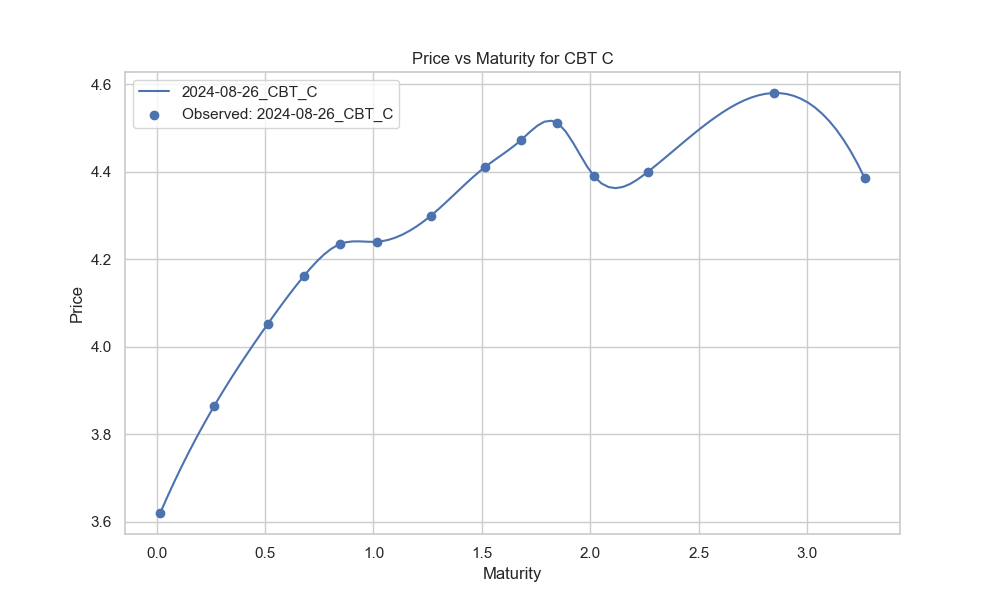 Price vs Maturity for CBT C
2024-08-26_CBT_C
Observed: 2024-08-26_CBT_C
4.6
4.4
4.2
4.0
3.8
3.6
Price
0.0 0.5 1.0 1.5 2.0 2.5 3.0
Maturity